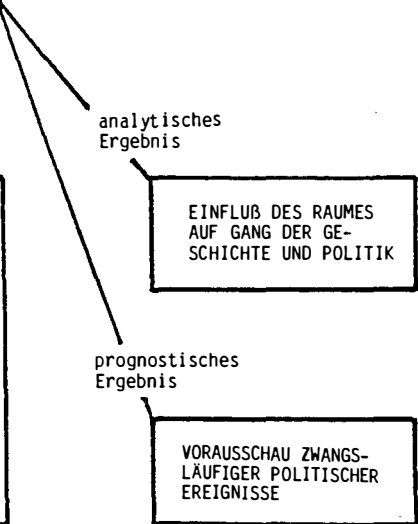 analytisches
Ergebnis
EINFLUß DES RAUMES
AUF GANG DER GE-
SCHICHTE UND POLITIK
prognostisches
Ergebnis
VORAUSSCHAU ZWANGS-
LÄUFIGER POLITISCHER
EREIGNISSE